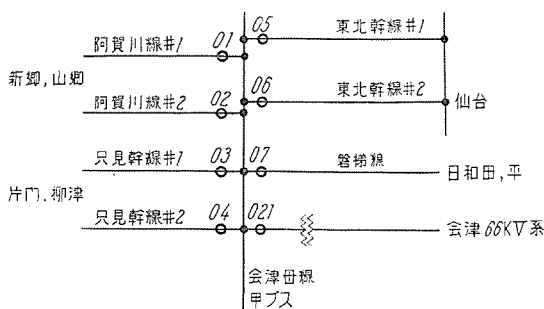 阿賀川線#1 01 05 東北幹線#1
新郷,山郷
阿賀川線#2 02 06 東北幹線#2 仙台
只見幹線#1 03 07 磐梯線 日和田,平
片門,柳津
只見幹線#2 04 021 会津66KV系
会津母線
甲ブス